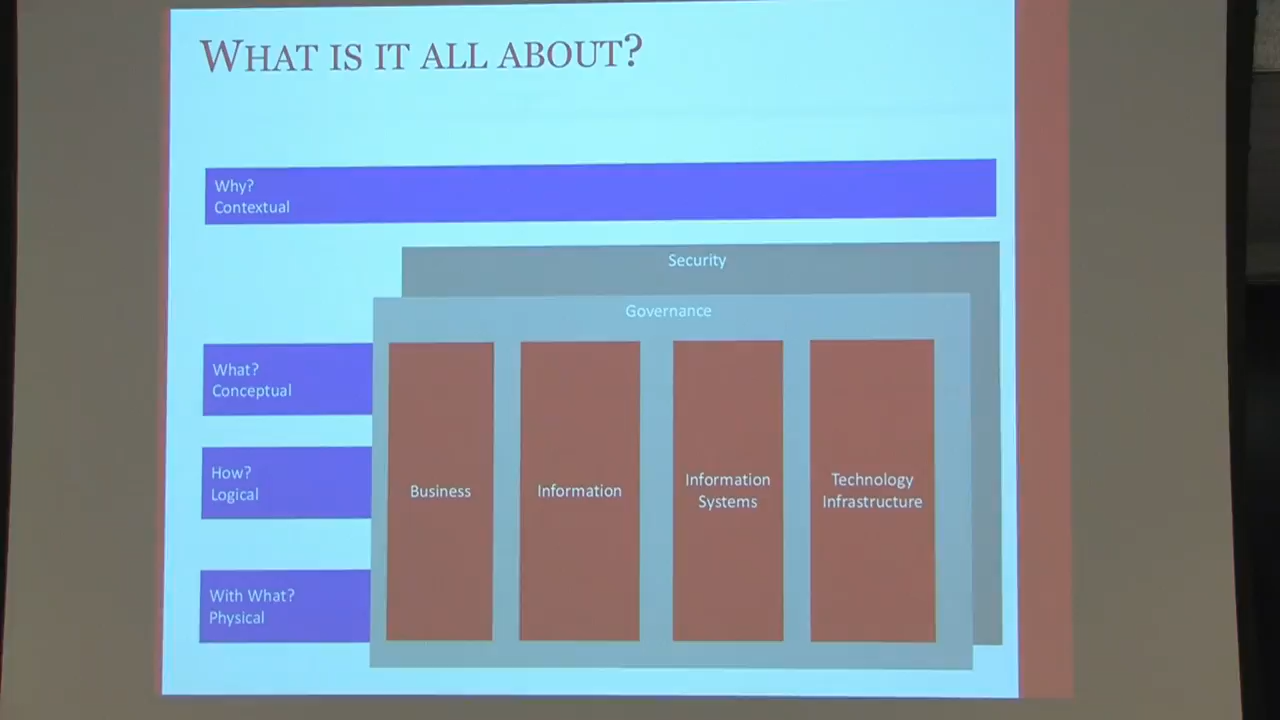 WHAT IS IT ALL ABOUT?
Why?
Contextual
Security
Governance
What?
Conceptual
How?
Logical
With What?
Physical
Business
Information
Information
Systems
Technology
Infrastructure